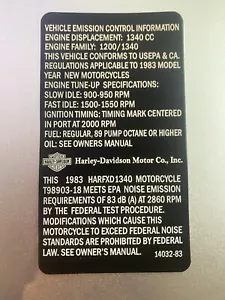 VEHICLE EMISSION CONTROL INFORMATION
ENGINE DISPLACEMENT: 1340 CC
ENGINE FAMILY: 1200/1340
THIS VEHICLE CONFORMS TO USEPA & CA.
REGULATIONS APPLICABLE TO 1983 MODEL
YEAR NEW MOTORCYCLES
ENGINE TUNE-UP SPECIFICATIONS:
SLOW IDLE: 900-950 RPM
FAST IDLE: 1500-1550 RPM
IGNITION TIMING: TIMING MARK CENTERED
IN PORT AT 2000 RPM
FUEL: REGULAR, 89 PUMP OCTANE OR HIGHER
OIL: SEE OWNERS MANUAL
Harley-Davidson Motor Co., Inc.
THIS 1983 HARFXD1340 MOTORCYCLE
T98903-18 MEETS EPA NOISE EMISSION
REQUIREMENTS OF 83 dB (A) AT 2860 RPM
BY THE FEDERAL TEST PROCEDURE.
MODIFICATIONS WHICH CAUSE THIS
MOTORCYCLE TO EXCEED FEDERAL NOISE
STANDARDS ARE PROHIBITED BY FEDERAL
LAW. SEE OWNER'S MANUAL.
14032-83